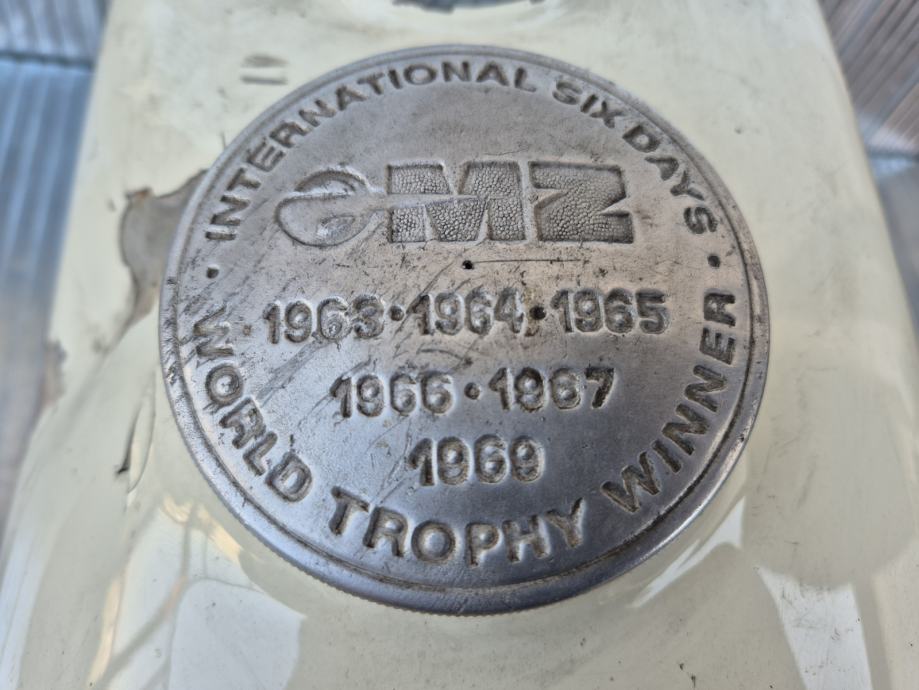 INTERNATIONAL SIX DAYS
MZ
1963 · 1964 · 1965
1966 · 1967
1969
WORLD TROPHY WINNER